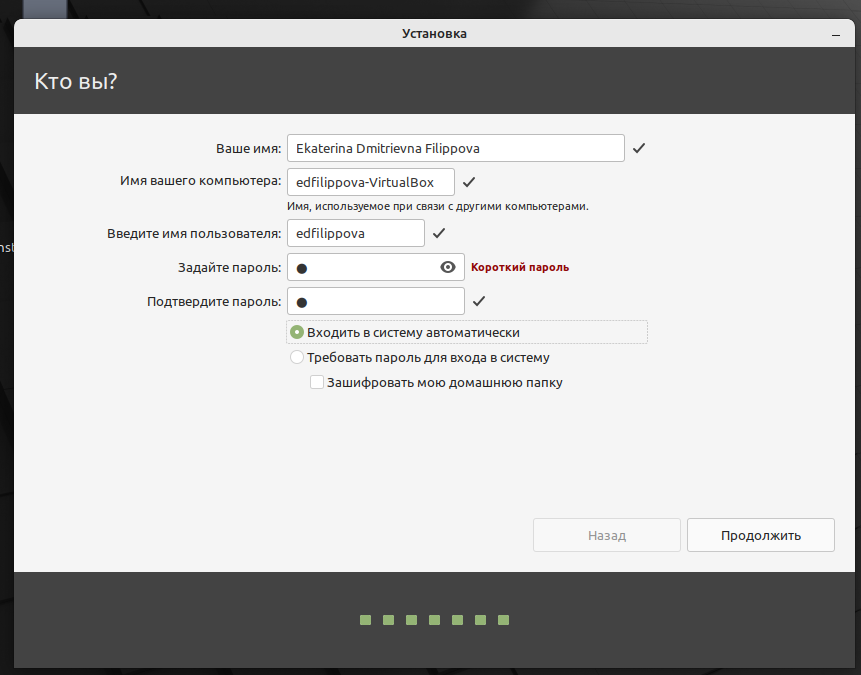 Установка
Кто вы?
Ваше имя: Ekaterina Dmitrievna Filippova
Имя вашего компьютера: edfilippova-VirtualBox
Имя, используемое при связи с другими компьютерами.
Введите имя пользователя: edfilippova
Задайте пароль: ● Короткий пароль
Подтвердите пароль: ●
Входить в систему автоматически
Требовать пароль для входа в систему
Зашифровать мою домашнюю папку
Назад Продолжить